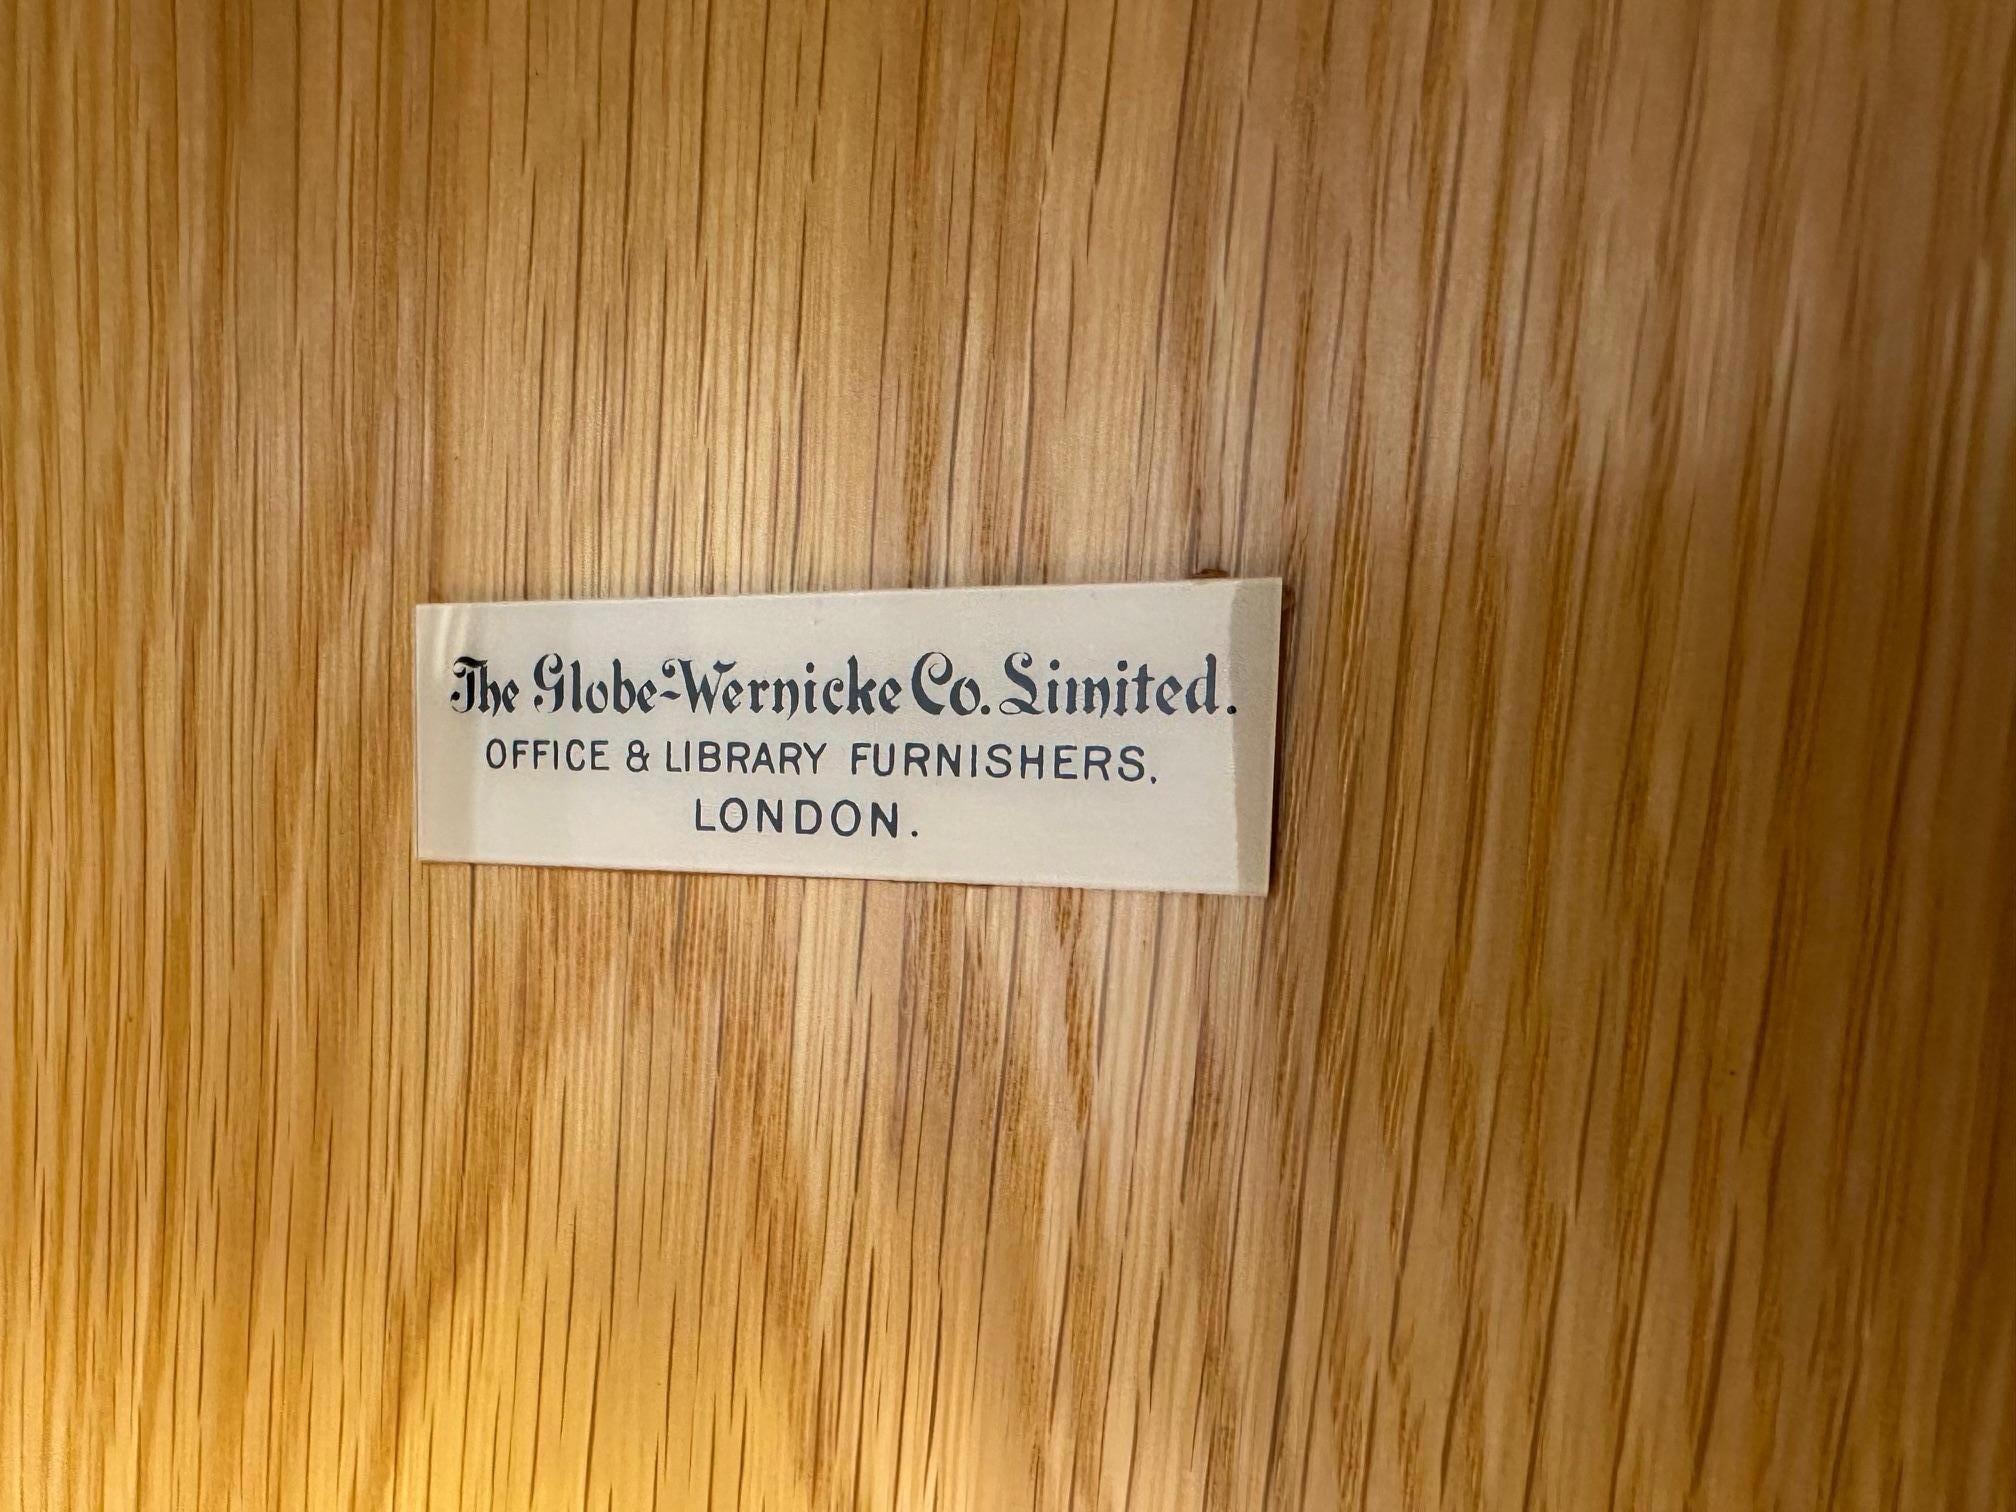 The Globe-Wernicke Co. Limited.
OFFICE & LIBRARY FURNISHERS.
LONDON.